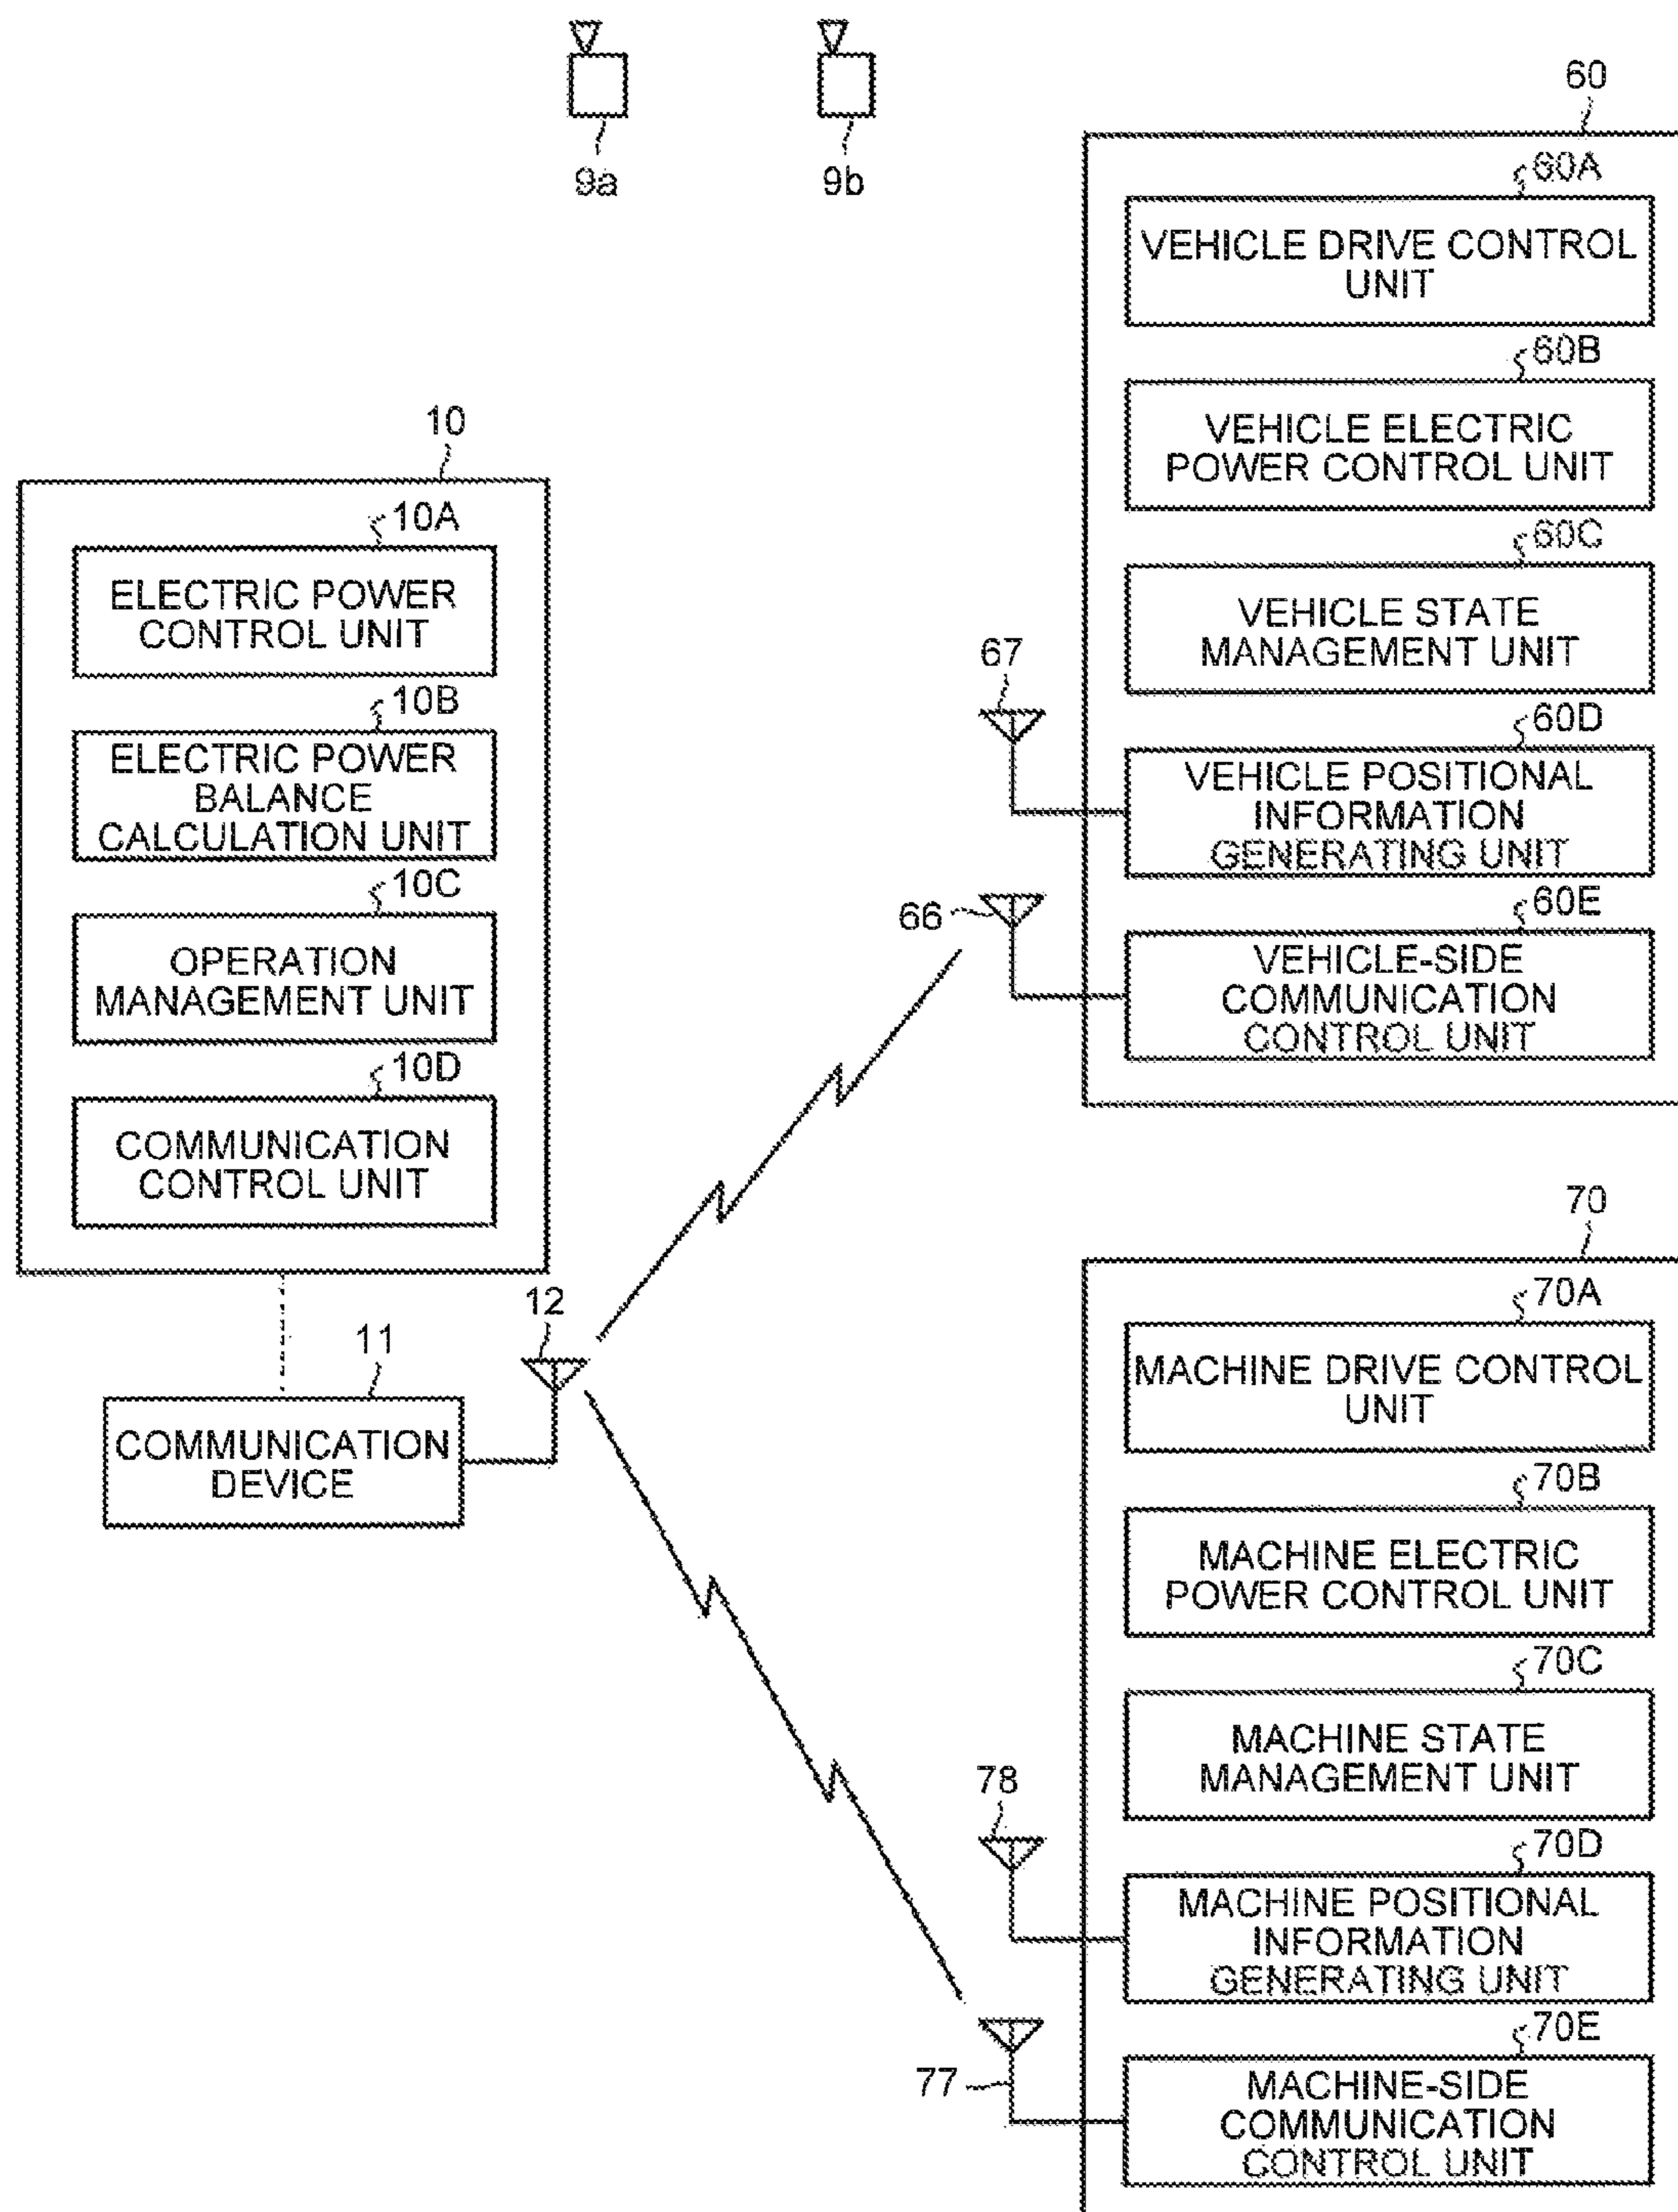 9a
9b
10
10A
ELECTRIC POWER
CONTROL UNIT
10B
ELECTRIC POWER
BALANCE
CALCULATION UNIT
10C
OPERATION
MANAGEMENT UNIT
10D
COMMUNICATION
CONTROL UNIT
11
COMMUNICATION
DEVICE
12
60
60A
VEHICLE DRIVE CONTROL
UNIT
60B
VEHICLE ELECTRIC
POWER CONTROL UNIT
60C
VEHICLE STATE
MANAGEMENT UNIT
67
60D
VEHICLE POSITIONAL
INFORMATION
GENERATING UNIT
66
60E
VEHICLE-SIDE
COMMUNICATION
CONTROL UNIT
70
70A
MACHINE DRIVE CONTROL
UNIT
70B
MACHINE ELECTRIC
POWER CONTROL UNIT
70C
MACHINE STATE
MANAGEMENT UNIT
78
70D
MACHINE POSITIONAL
INFORMATION
GENERATING UNIT
77
70E
MACHINE-SIDE
COMMUNICATION
CONTROL UNIT